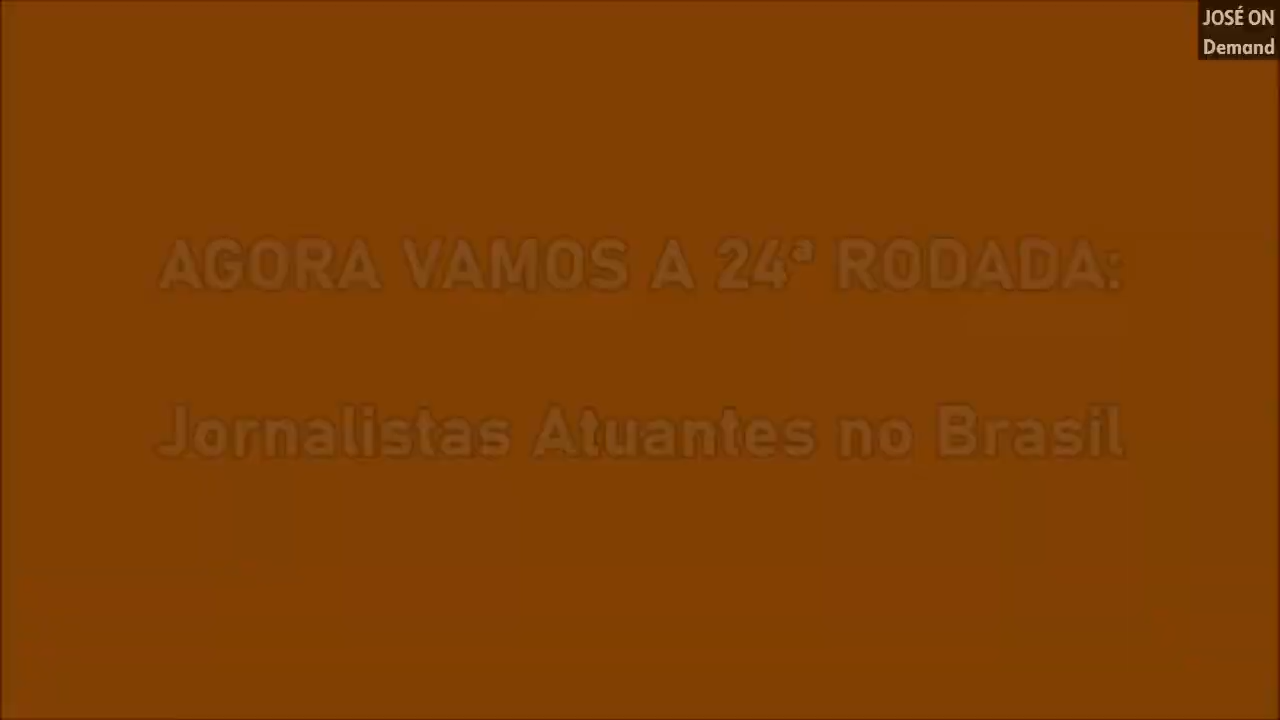 JOSÉ ON
Demand
AGORA VAMOS A 24ª RODADA:
Jornalistas Atuantes no Brasil